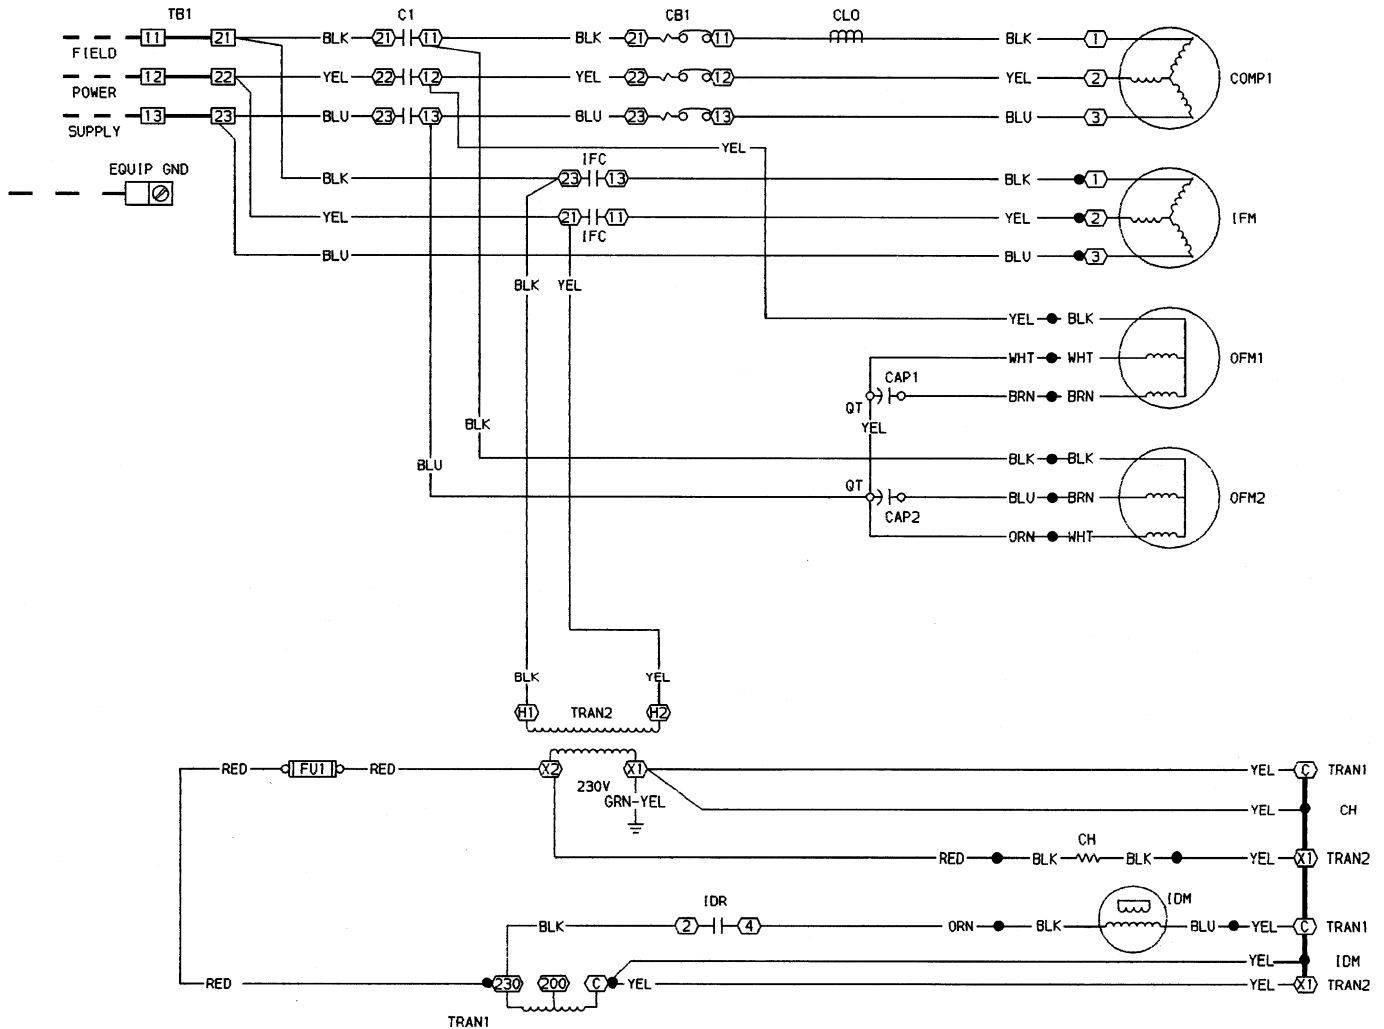 TB1 C1 CB1 CLO
11 21 BLK 21 11 BLK 21 11 BLK 1
FIELD
12 22 YEL 22 12 YEL 22 12 YEL 2 COMP1
POWER
13 23 BLU 23 13 BLU 23 13 BLU 3
SUPPLY
YEL
IFC
EQUIP GND
BLK 23 13 BLK 1
YEL 21 11 YEL 2 IFM
IFC
BLU BLU 3
BLK YEL
YEL BLK
WHT WHT OFM1
CAP1
BRN BRN
QT
YEL
BLK
BLK BLK
BLU
QT
BLU BRN OFM2
CAP2
ORN WHT
BLK YEL
H1 TRAN2 H2
RED FU1 RED X2 X1 YEL C TRAN1
230V
GRN-YEL
YEL CH
CH
RED BLK BLK YEL X1 TRAN2
IDR IDM
BLK 2 4 ORN BLK BLU YEL C TRAN1
YEL IDM
RED 230 200 C YEL YEL X1 TRAN2
TRAN1